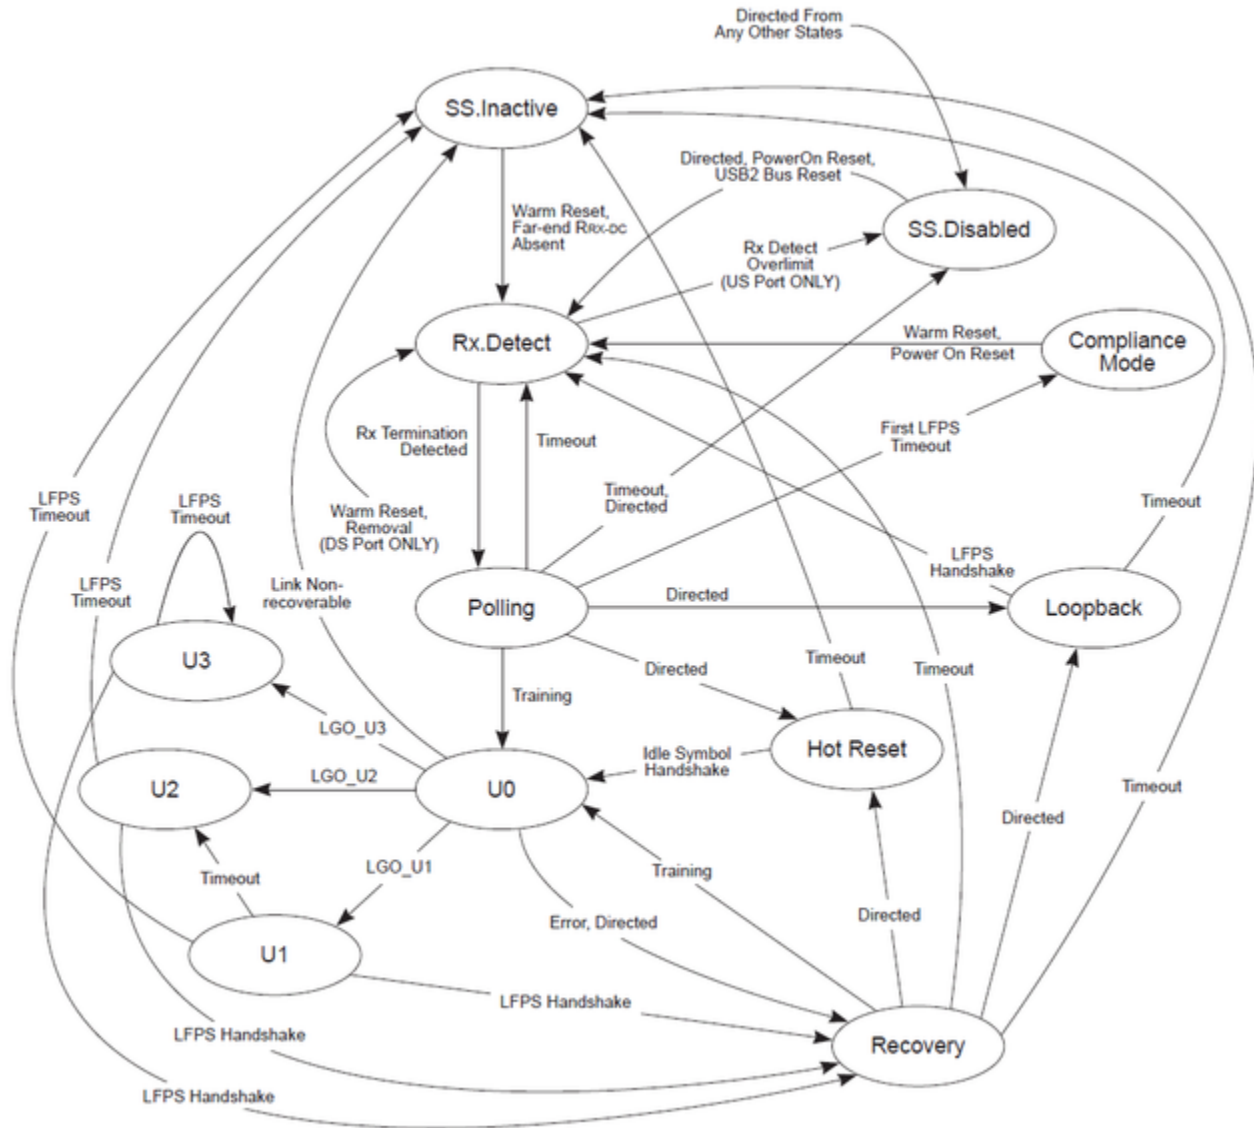 Directed From
Any Other States
SS.Inactive
Directed, PowerOn Reset,
USB2 Bus Reset
Warm Reset,
Far-end RRX-DC
Absent
SS.Disabled
Rx Detect
Overlimit
(US Port ONLY)
Rx.Detect
Warm Reset,
Power On Reset
Compliance
Mode
Rx Termination
Detected
Timeout
First LFPS
Timeout
LFPS
Timeout
LFPS
Timeout
Warm Reset,
Removal
(DS Port ONLY)
Timeout,
Directed
Timeout
LFPS
Timeout
Link Non-
recoverable
LFPS
Handshake
Polling
Directed
Loopback
U3
Directed
Timeout
Timeout
Training
LGO_U3
Hot Reset
Idle Symbol
Handshake
LGO_U2
U2
U0
Timeout
Directed
LGO_U1
Timeout
Training
Error, Directed
Directed
U1
LFPS Handshake
LFPS Handshake
Recovery
LFPS Handshake